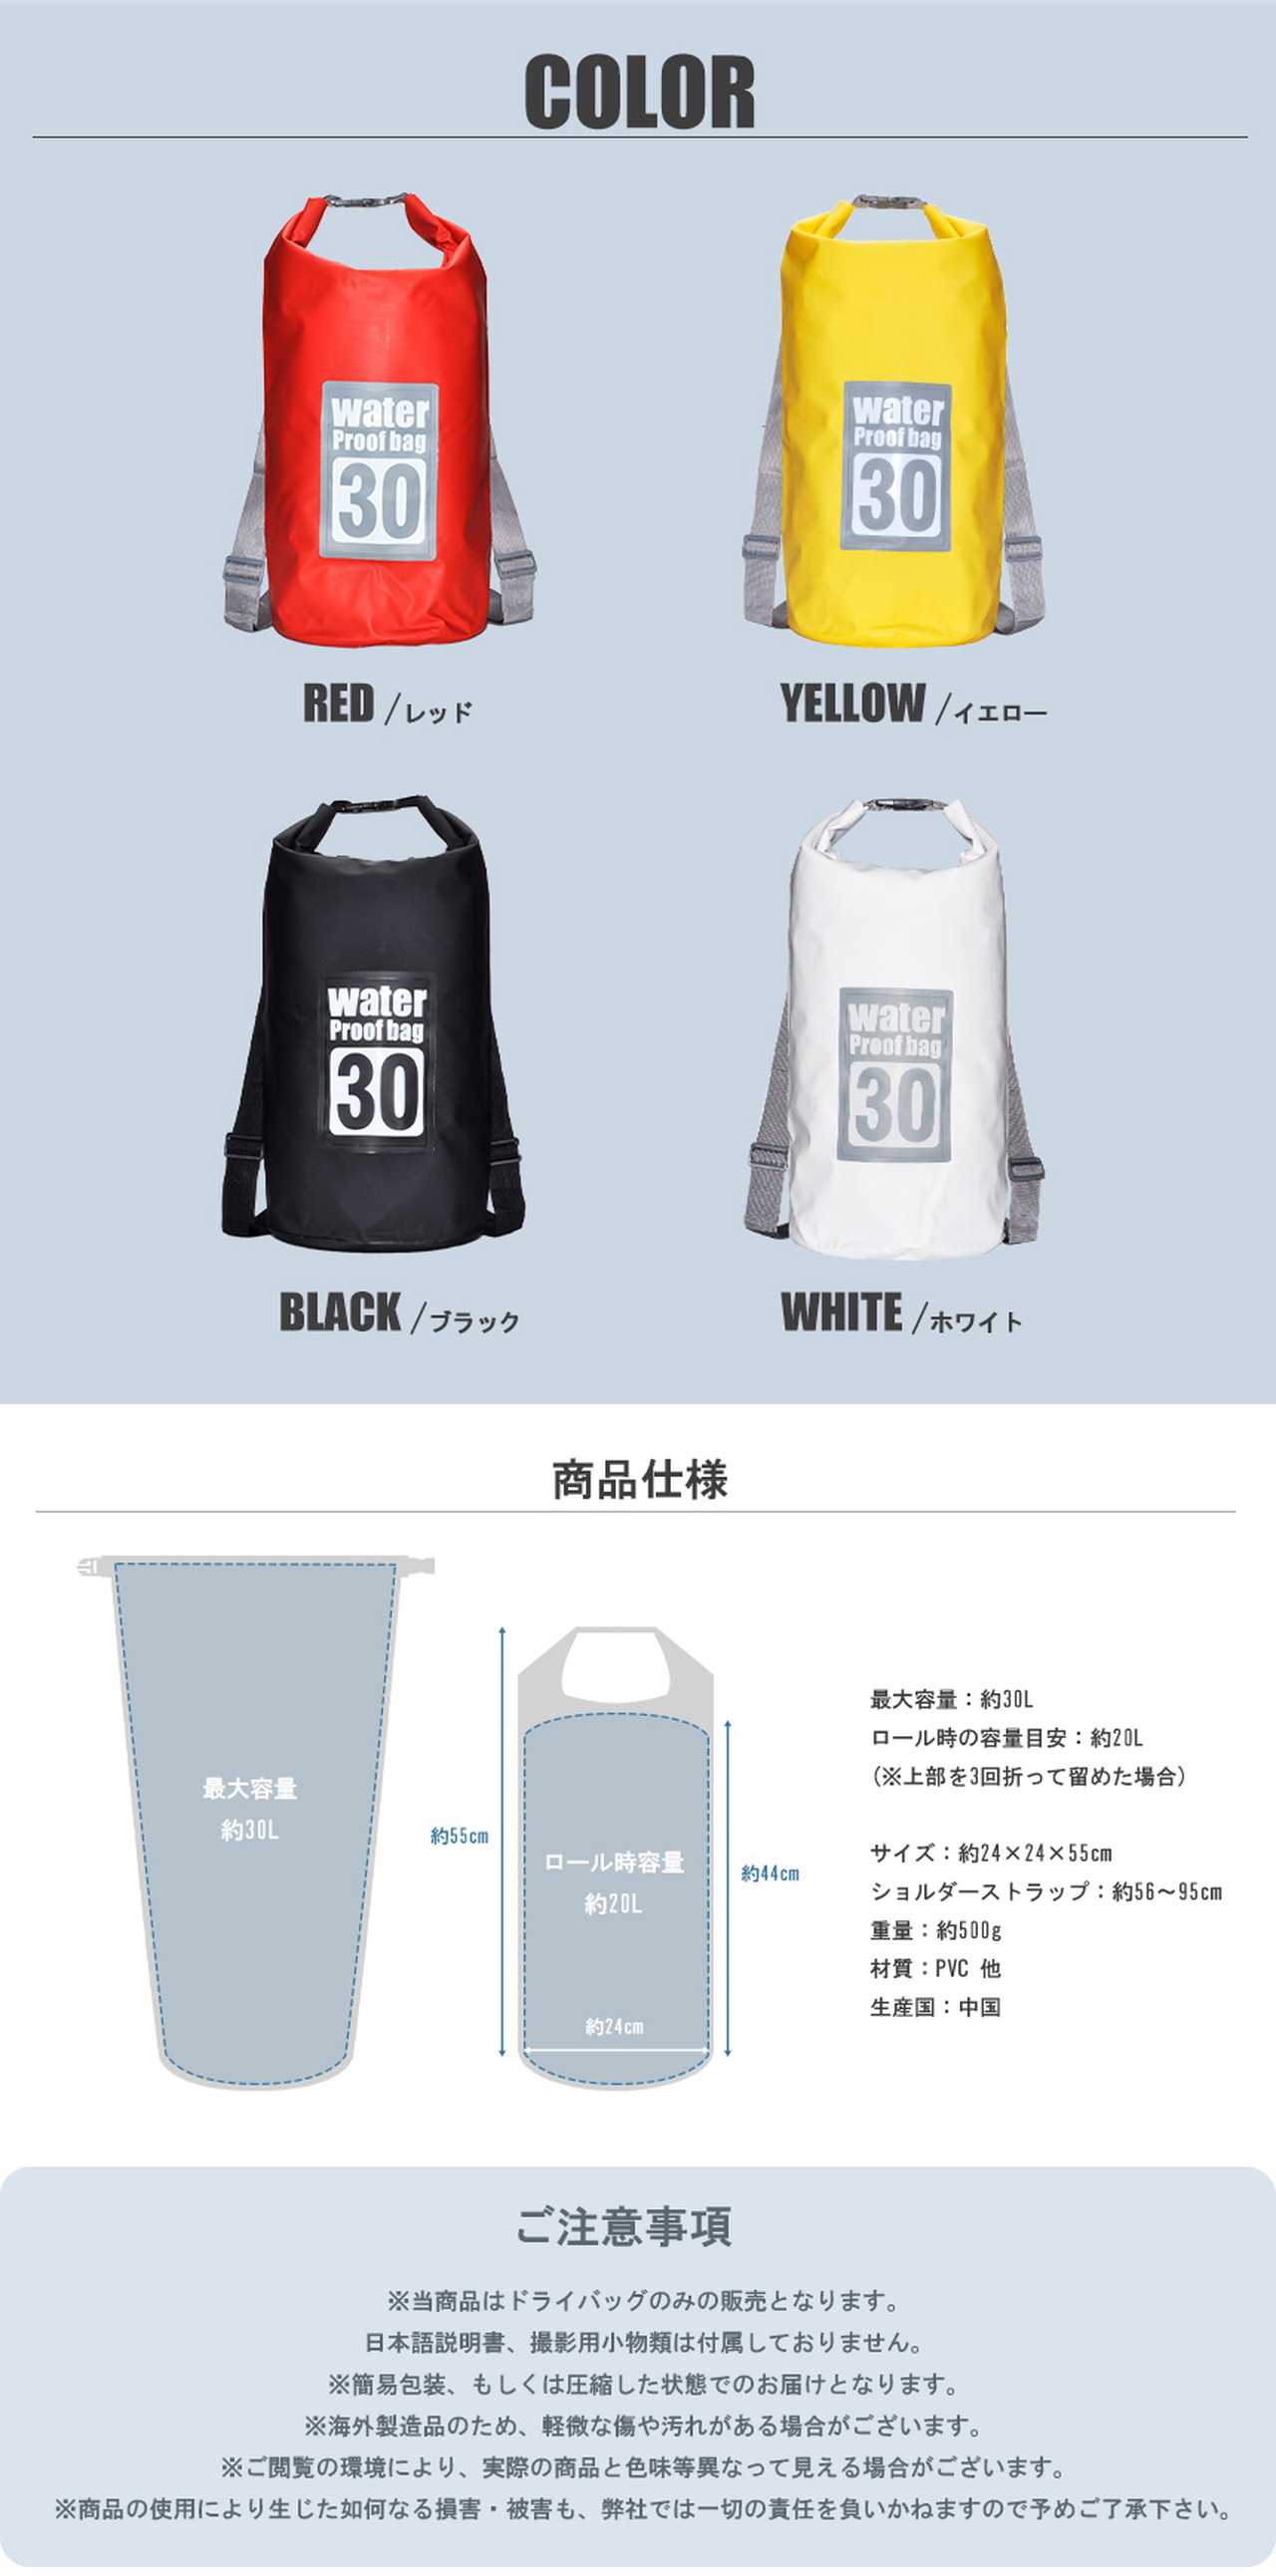 COLOR
water
Proof bag
30
water
Proof bag
30
RED /レッド
YELLOW /イエロー
water
Proof bag
30
water
Proof bag
30
BLACK /ブラック
WHITE /ホワイト
商品仕様
最大容量
約30L
約55cm
ロール時容量
約20L
約24cm
約44cm
最大容量：約30L
ロール時の容量目安：約20L
(※上部を3回折って留めた場合)
サイズ：約24×24×55cm
ショルダーストラップ：約56〜95cm
重量：約500g
材質：PVC 他
生産国：中国
ご注意事項
※当商品はドライバッグのみの販売となります。
日本語説明書、撮影用小物類は付属しておりません。
※簡易包装、もしくは圧縮した状態でのお届けとなります。
※海外製造品のため、軽微な傷や汚れがある場合がございます。
※ご閲覧の環境により、実際の商品と色味等異なって見える場合がございます。
※商品の使用により生じた如何なる損害・被害も、弊社では一切の責任を負いかねますので予めご了承下さい。